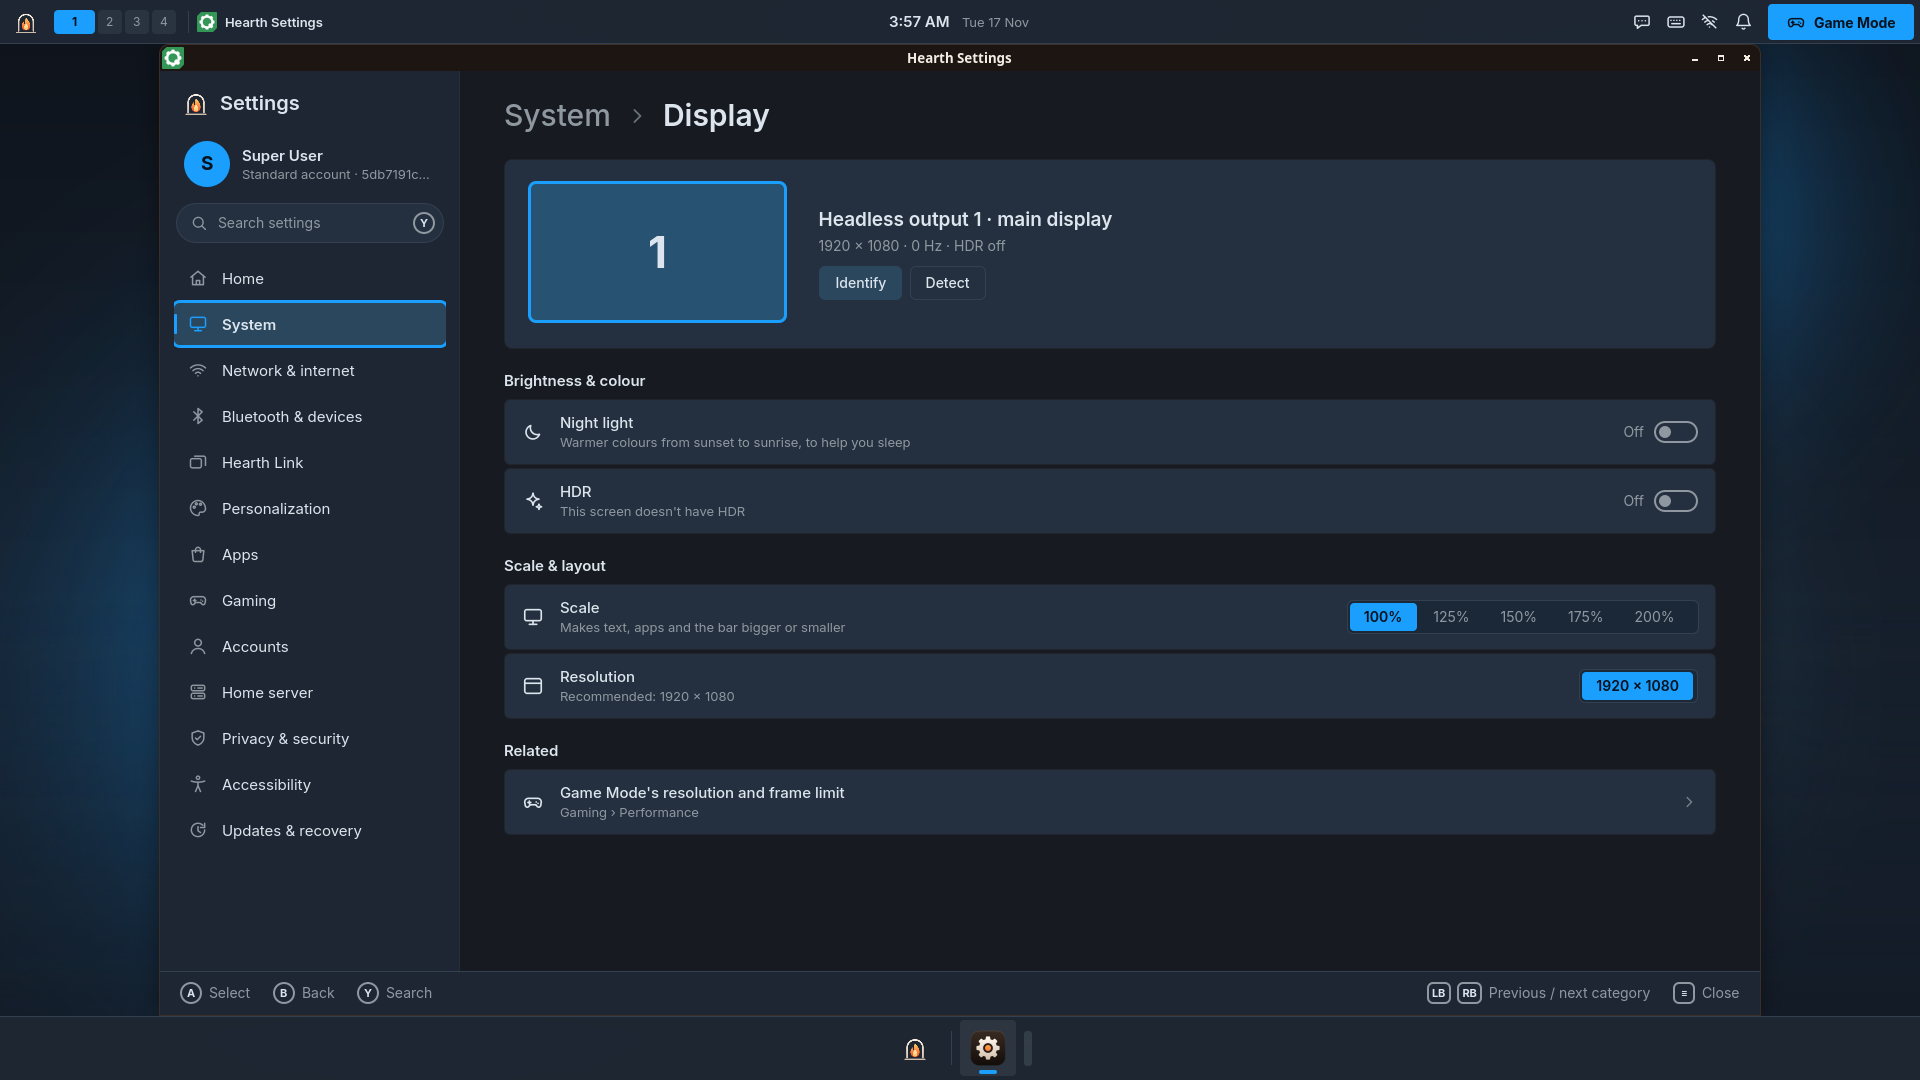 1 2 3 4 Hearth Settings
3:57 AM Tue 17 Nov
Game Mode
Hearth Settings
Settings
S
Super User
Standard account · 5db7191c...
Search settings Y
Home
System
Network & internet
Bluetooth & devices
Hearth Link
Personalization
Apps
Gaming
Accounts
Home server
Privacy & security
Accessibility
Updates & recovery
System › Display
1
Headless output 1 · main display
1920 × 1080 · 0 Hz · HDR off
Identify Detect
Brightness & colour
Night light
Warmer colours from sunset to sunrise, to help you sleep
Off
HDR
This screen doesn't have HDR
Off
Scale & layout
Scale
Makes text, apps and the bar bigger or smaller
100% 125% 150% 175% 200%
Resolution
Recommended: 1920 × 1080
1920 × 1080
Related
Game Mode's resolution and frame limit
Gaming › Performance
A Select B Back Y Search
LB RB Previous / next category ≡ Close